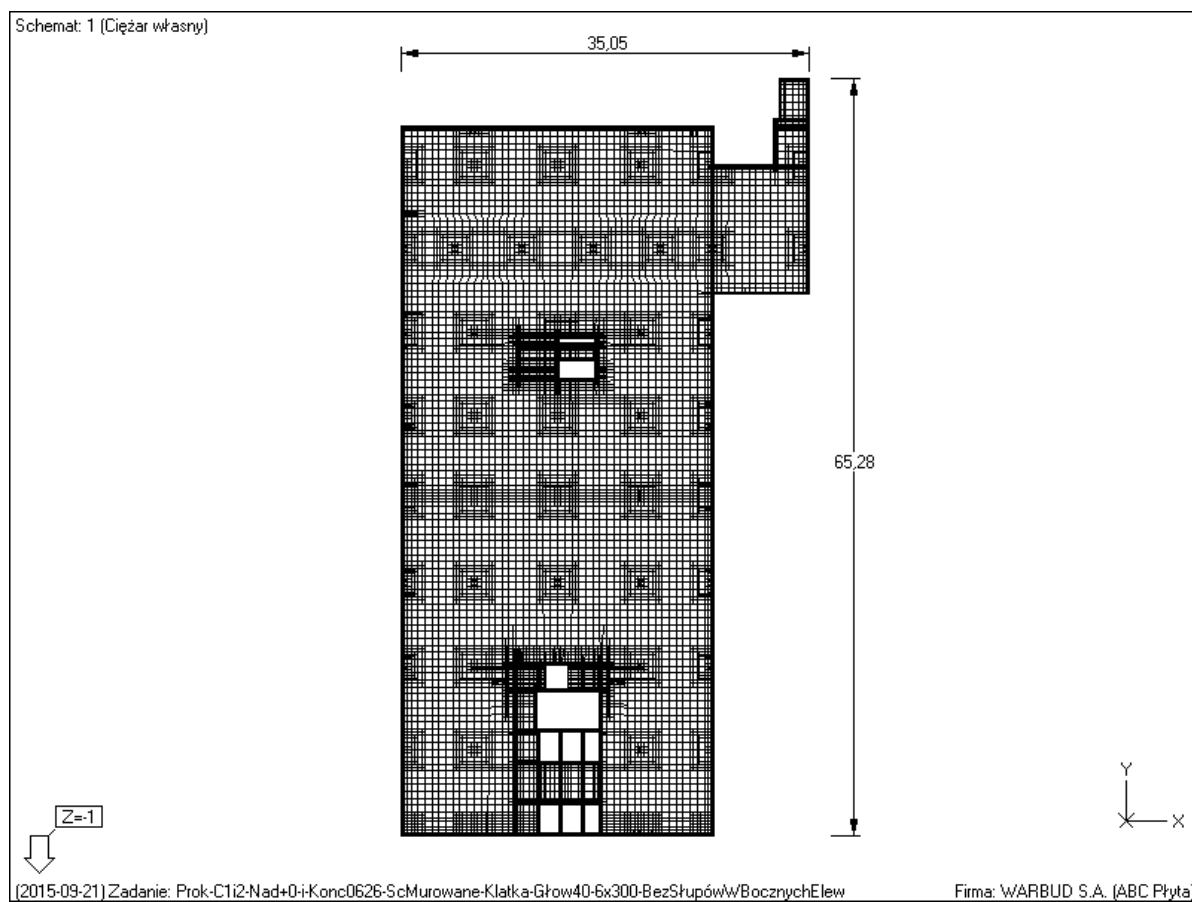 Schemat: 1 (Ciężar własny)
35,05
65,28
Y
X
Z=-1
(2015-09-21) Zadanie: Prok-C1i2-Nad+0-i-Konc0626-ScMurowane-Klatka-Głow40-6x300-BezSłupówWBocznychElew
Firma: WARBUD S.A. (ABC Płyta)